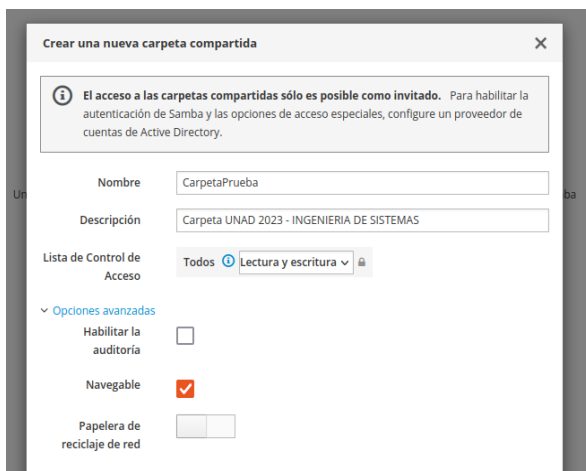 Crear una nueva carpeta compartida
El acceso a las carpetas compartidas sólo es posible como invitado. Para habilitar la
autenticación de Samba y las opciones de acceso especiales, configure un proveedor de
cuentas de Active Directory.
Un
ba
Nombre
CarpetaPrueba
Descripción
Carpeta UNAD 2023 - INGENIERIA DE SISTEMAS
Lista de Control de
Acceso
Todos
Lectura y escritura
Opciones avanzadas
Habilitar la
auditoría
Navegable
Papelera de
reciclaje de red